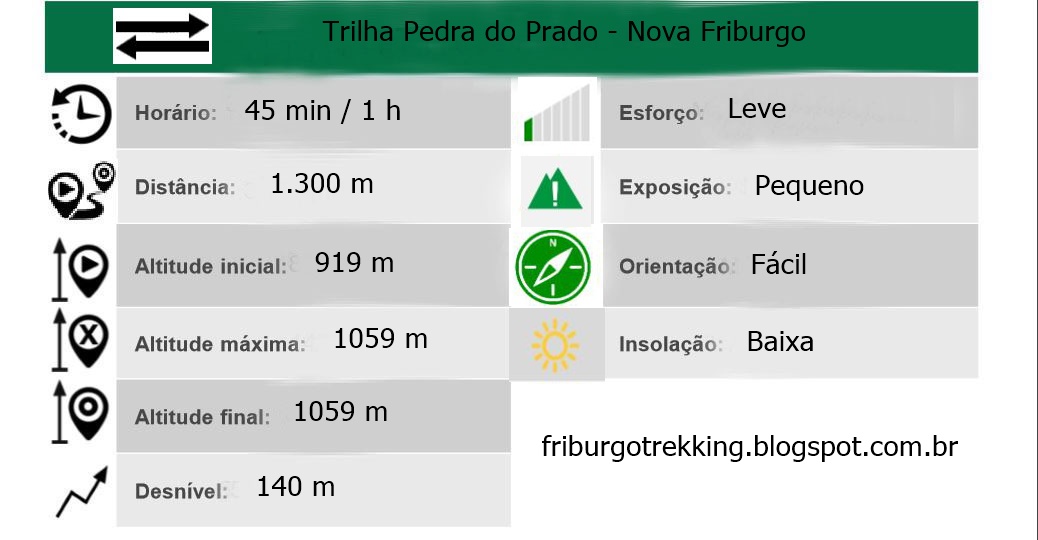 Trilha Pedra do Prado - Nova Friburgo
Horário: 45 min / 1 h
Esforço: Leve
Distância: 1.300 m
Exposição: Pequeno
Altitude inicial: 919 m
N
Orientação: Fácil
Altitude máxima: 1059 m
Insolação: Baixa
Altitude final: 1059 m
friburgotrekking.blogspot.com.br
Desnível: 140 m